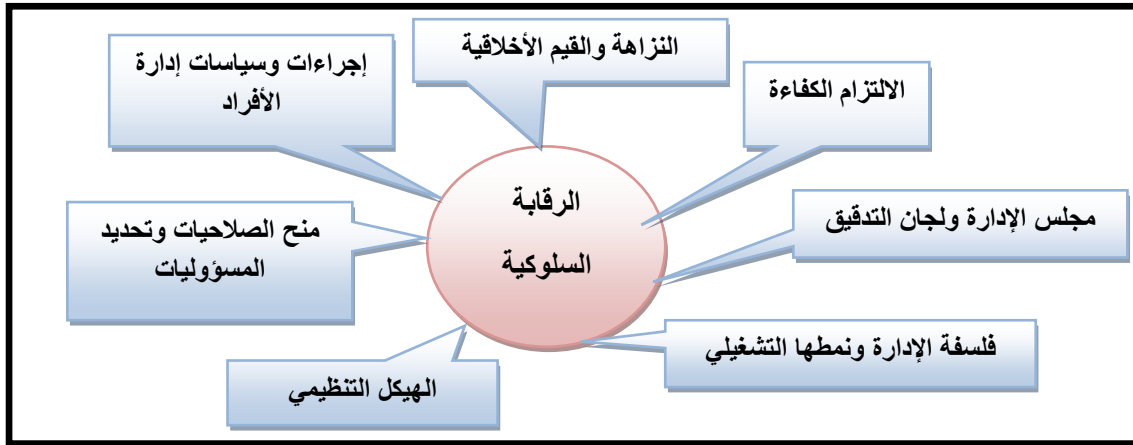 النزاهة والقيم الأخلاقية
إجراءات وسياسات إدارة
الأفراد
الالتزام الكفاءة
الرقابة
السلوكية
منح الصلاحيات وتحديد
المسؤوليات
مجلس الإدارة ولجان التدقيق
فلسفة الإدارة ونمطها التشغيلي
الهيكل التنظيمي